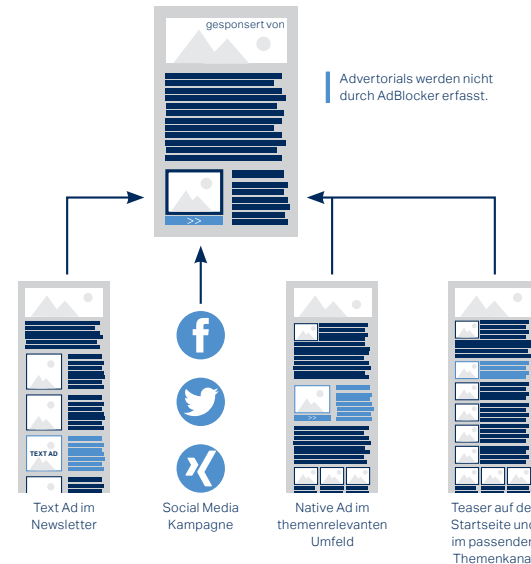 gesponsert von
Advertorials werden nicht
durch AdBlocker erfasst.
>>
>>
TEXT AD
Text Ad im
Newsletter
Social Media
Kampagne
Native Ad im
themenrelevanten
Umfeld
Teaser auf de
Startseite und
im passenden
Themenkana